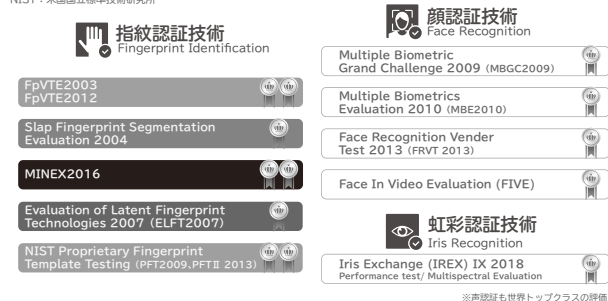 NIST：米国国立標準技術研究所
指紋認証技術
Fingerprint Identification
FpVTE2003
FpVTE2012
Slap Fingerprint Segmentation
Evaluation 2004
MINEX2016
Evaluation of Latent Fingerprint
Technologies 2007 (ELFT2007)
NIST Proprietary Fingerprint
Template Testing (PFT2009.PFTⅡ 2013)
顔認証技術
Face Recognition
Multiple Biometric
Grand Challenge 2009 (MBGC2009)
Multiple Biometrics
Evaluation 2010 (MBE2010)
Face Recognition Vender
Test 2013 (FRVT 2013)
Face In Video Evaluation (FIVE)
虹彩認証技術
Iris Recognition
Iris Exchange (IREX) IX 2018
Performance test/ Multispectral Evaluation
※声認証も世界トップクラスの評価